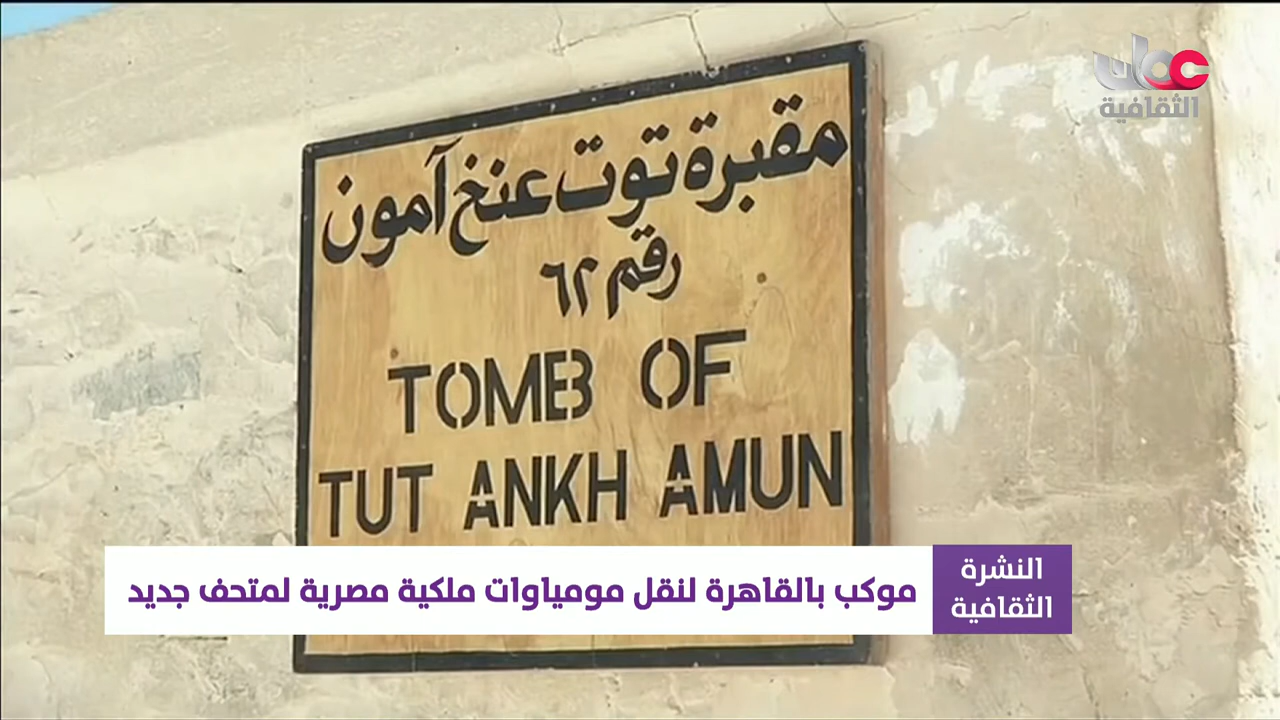 عمان
الثقافية
مقبرة توت عنخ آمون
رقم ٦٢
TOMB OF
TUT ANKH AMUN
النشرة
الثقافية
موكب بالقاهرة لنقل مومياوات ملكية مصرية لمتحف جديد